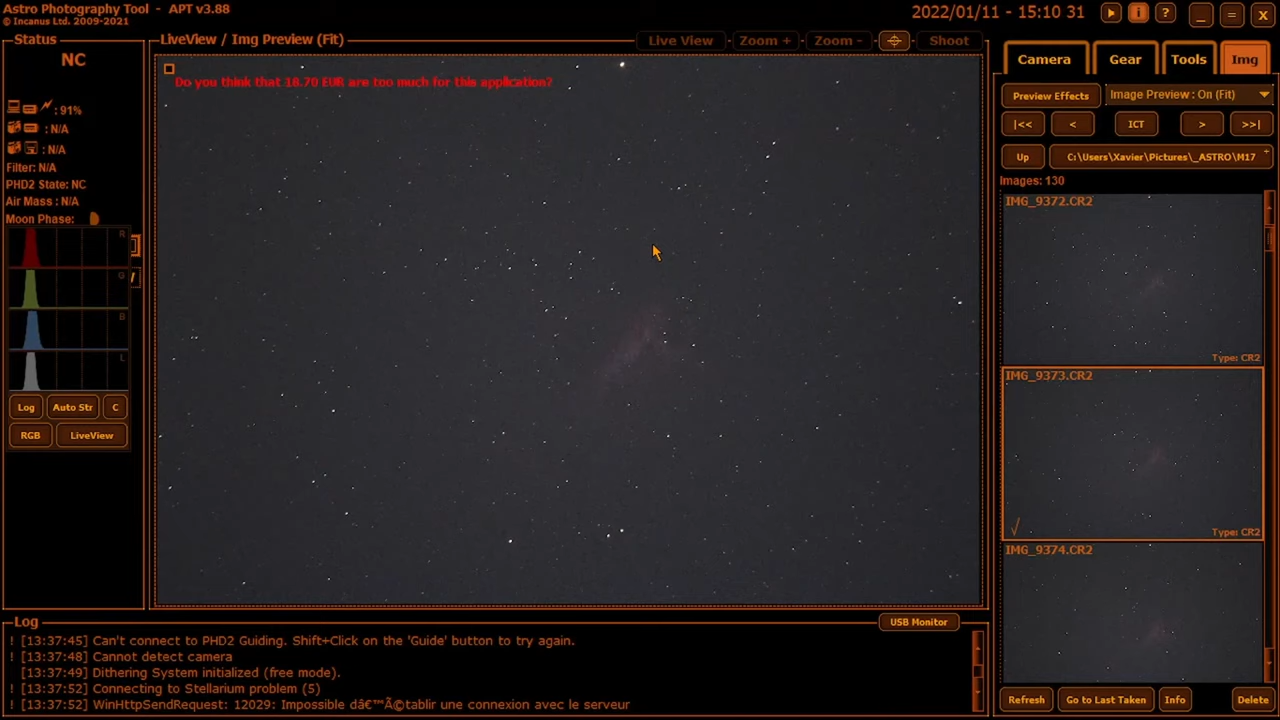 Astro Photography Tool - APT v3.88
© Incanus Ltd. 2009-2021
2022/01/11 - 15:10 31
i
?
_
=
X
Status
NC
: 91%
: N/A
: N/A
Filter: N/A
PHD2 State: NC
Air Mass : N/A
Moon Phase:
R
G
B
L
Log
Auto Str
C
RGB
LiveView
LiveView / Img Preview (Fit)
Live View
Zoom +
Zoom -
Shoot
Do you think that 18.70 EUR are too much for this application?
Camera
Gear
Tools
Img
Preview Effects
Image Preview : On (Fit)
|<<
<
ICT
>
>>|
Up
C:\Users\Xavier\Pictures\_ASTRO\M17
+
Images: 130
IMG_9372.CR2
Type: CR2
IMG_9373.CR2
√
Type: CR2
IMG_9374.CR2
Refresh
Go to Last Taken
Info
Delete
Log
USB Monitor
! [13:37:45] Can't connect to PHD2 Guiding. Shift+Click on the 'Guide' button to try again.
! [13:37:48] Cannot detect camera
[13:37:49] Dithering System initialized (free mode).
! [13:37:52] Connecting to Stellarium problem (5)
! [13:37:52] WinHttpSendRequest: 12029: Impossible dâ€™Ã©tablir une connexion avec le serveur